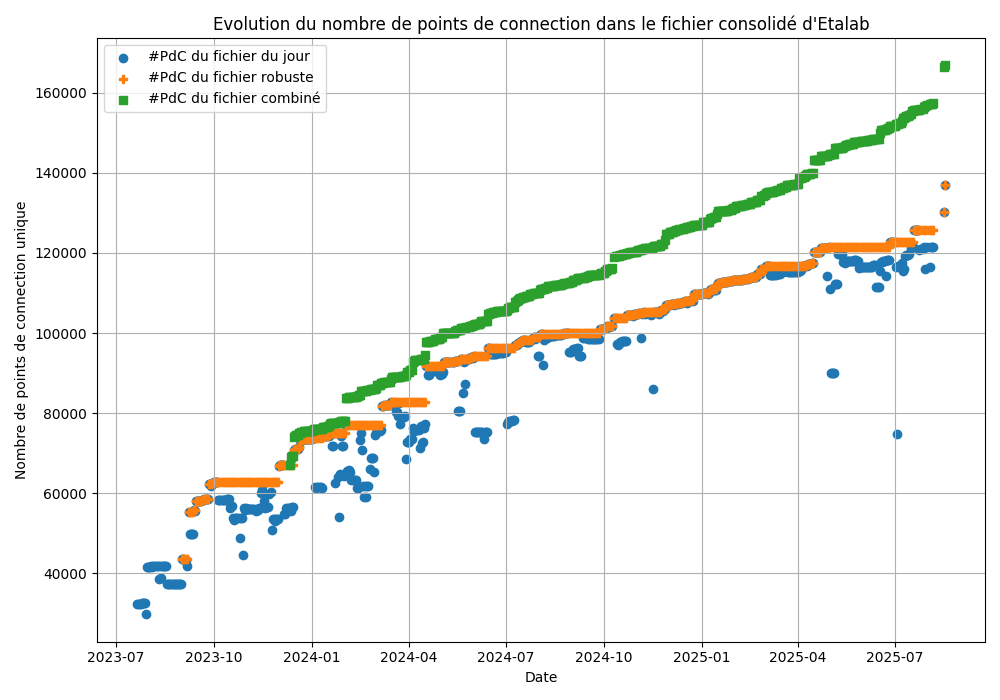 Evolution du nombre de points de connection dans le fichier consolidé d'Etalab
#PdC du fichier du jour
#PdC du fichier robuste
#PdC du fichier combiné
Nombre de points de connection unique
160000
140000
120000
100000
80000
60000
40000
2023-07
2023-10
2024-01
2024-04
2024-07
2024-10
2025-01
2025-04
2025-07
Date